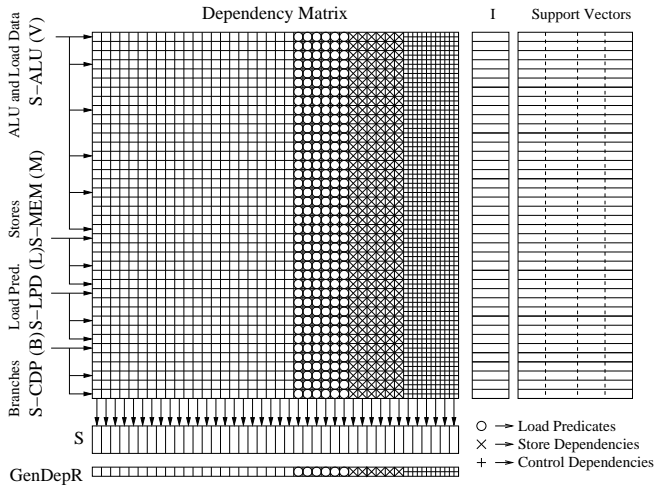 Dependency Matrix
I
Support Vectors
ALU and Load Data
S−ALU (V)
Stores
S−MEM (M)
Load Pred.
S−LPD (L)
Branches
S−CDP (B)
S
GenDepR
Load Predicates
Store Dependencies
Control Dependencies